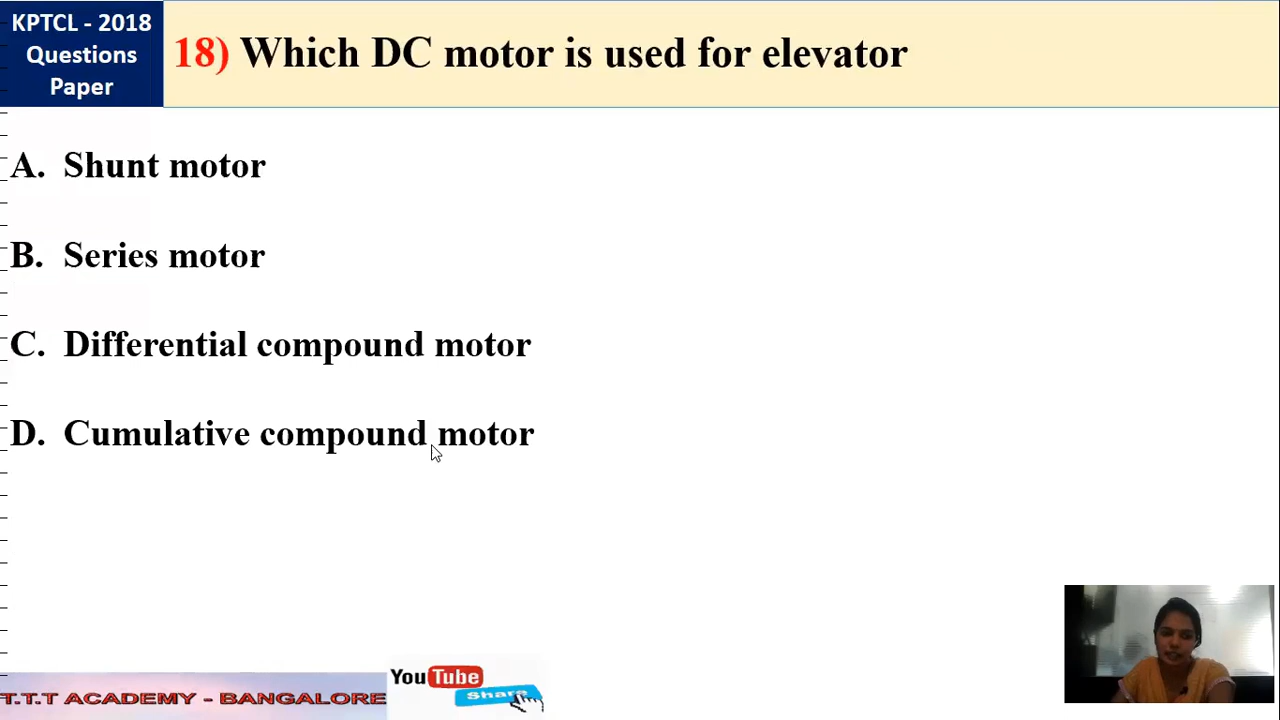 KPTCL - 2018
Questions
Paper
18) Which DC motor is used for elevator
A. Shunt motor
B. Series motor
C. Differential compound motor
D. Cumulative compound motor
T.T.T ACADEMY - BANGALORE
YouTube
Share